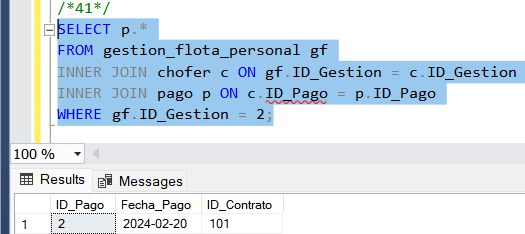 /*41*/
SELECT p.*
FROM gestion_flota_personal gf
INNER JOIN chofer c ON gf.ID_Gestion = c.ID_Gestion
INNER JOIN pago p ON c.ID_Pago = p.ID_Pago
WHERE gf.ID_Gestion = 2;
100 %
Results Messages
ID_Pago Fecha_Pago ID_Contrato
1 2 2024-02-20 101